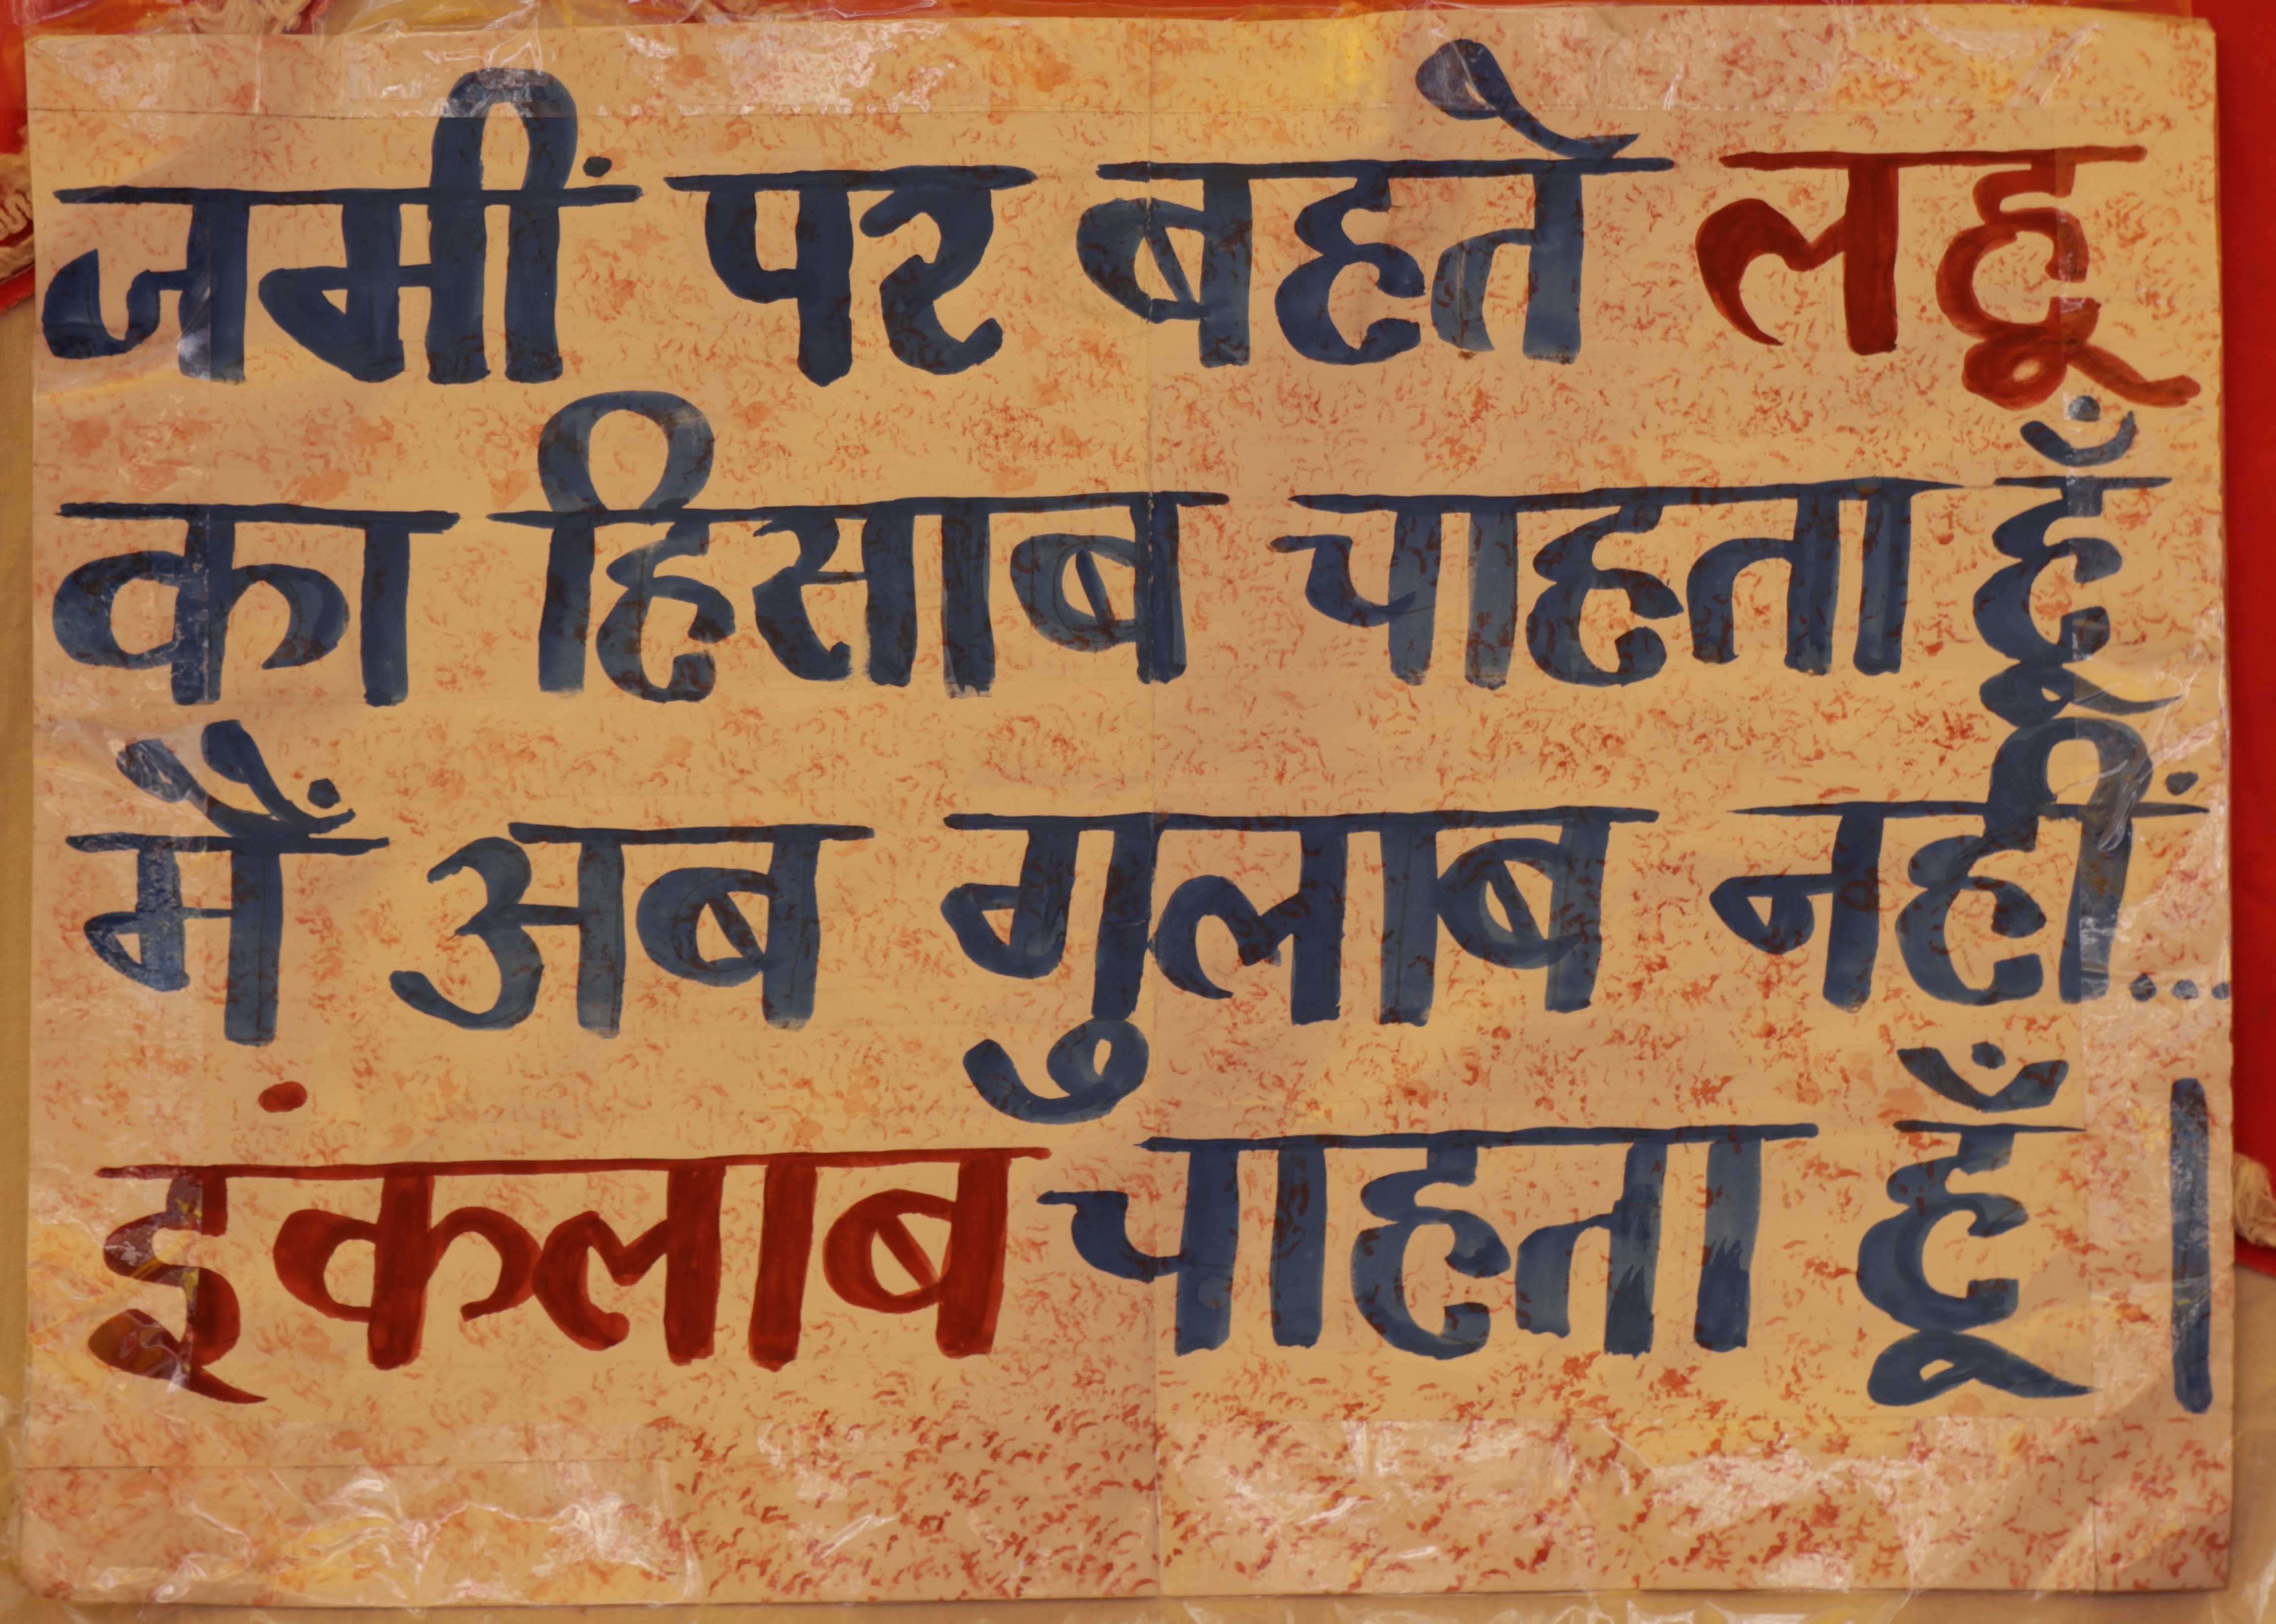 जमीं पर बहते लहू
का हिसाब चाहता हूँ
मैं अब गुलाब नहीं...
इंकलाब चाहता हूँ।